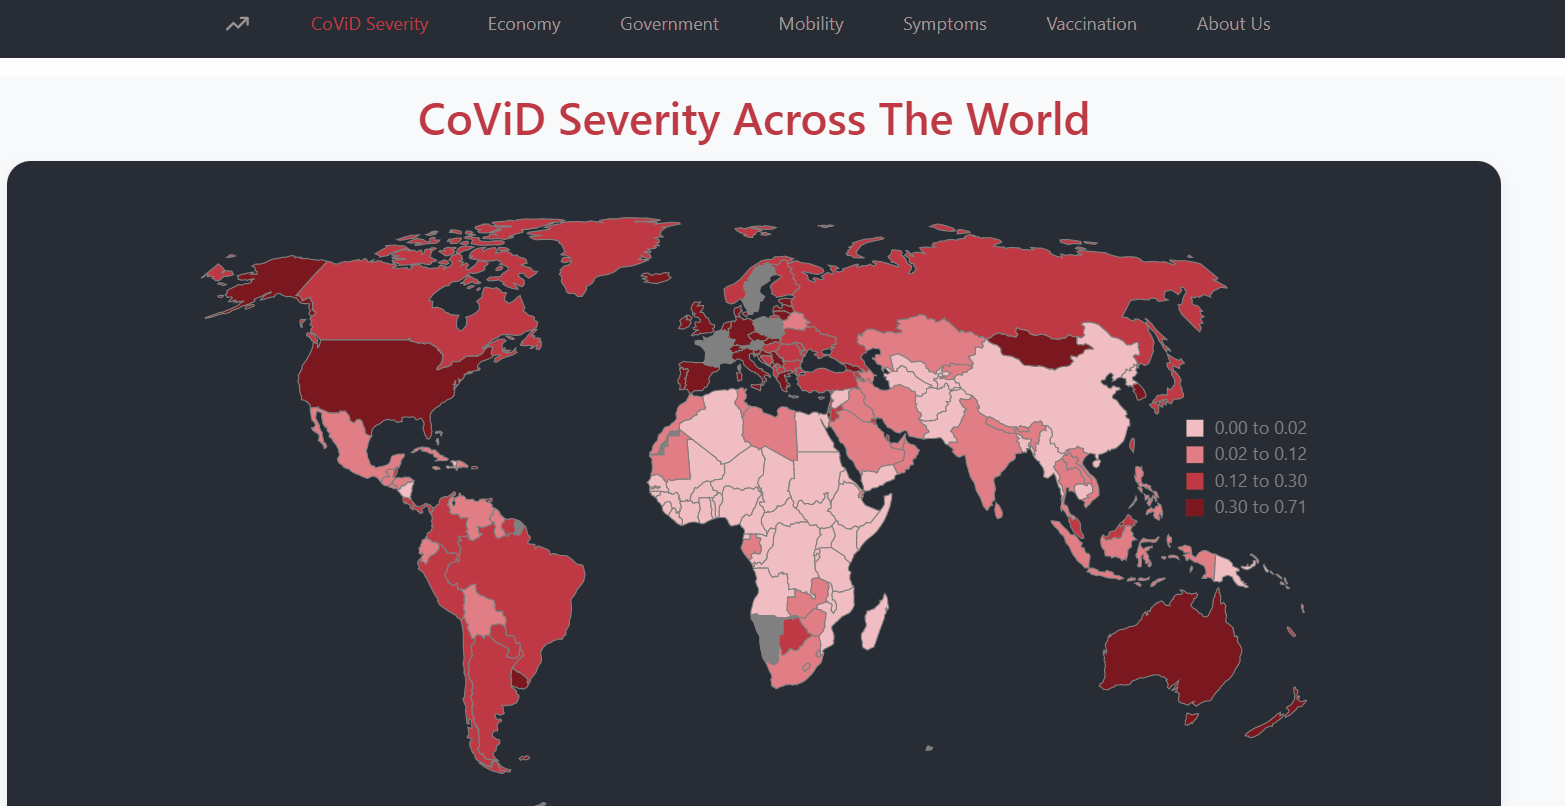 CoViD Severity Economy Government Mobility Symptoms Vaccination About Us
CoViD Severity Across The World
0.00 to 0.02
0.02 to 0.12
0.12 to 0.30
0.30 to 0.71